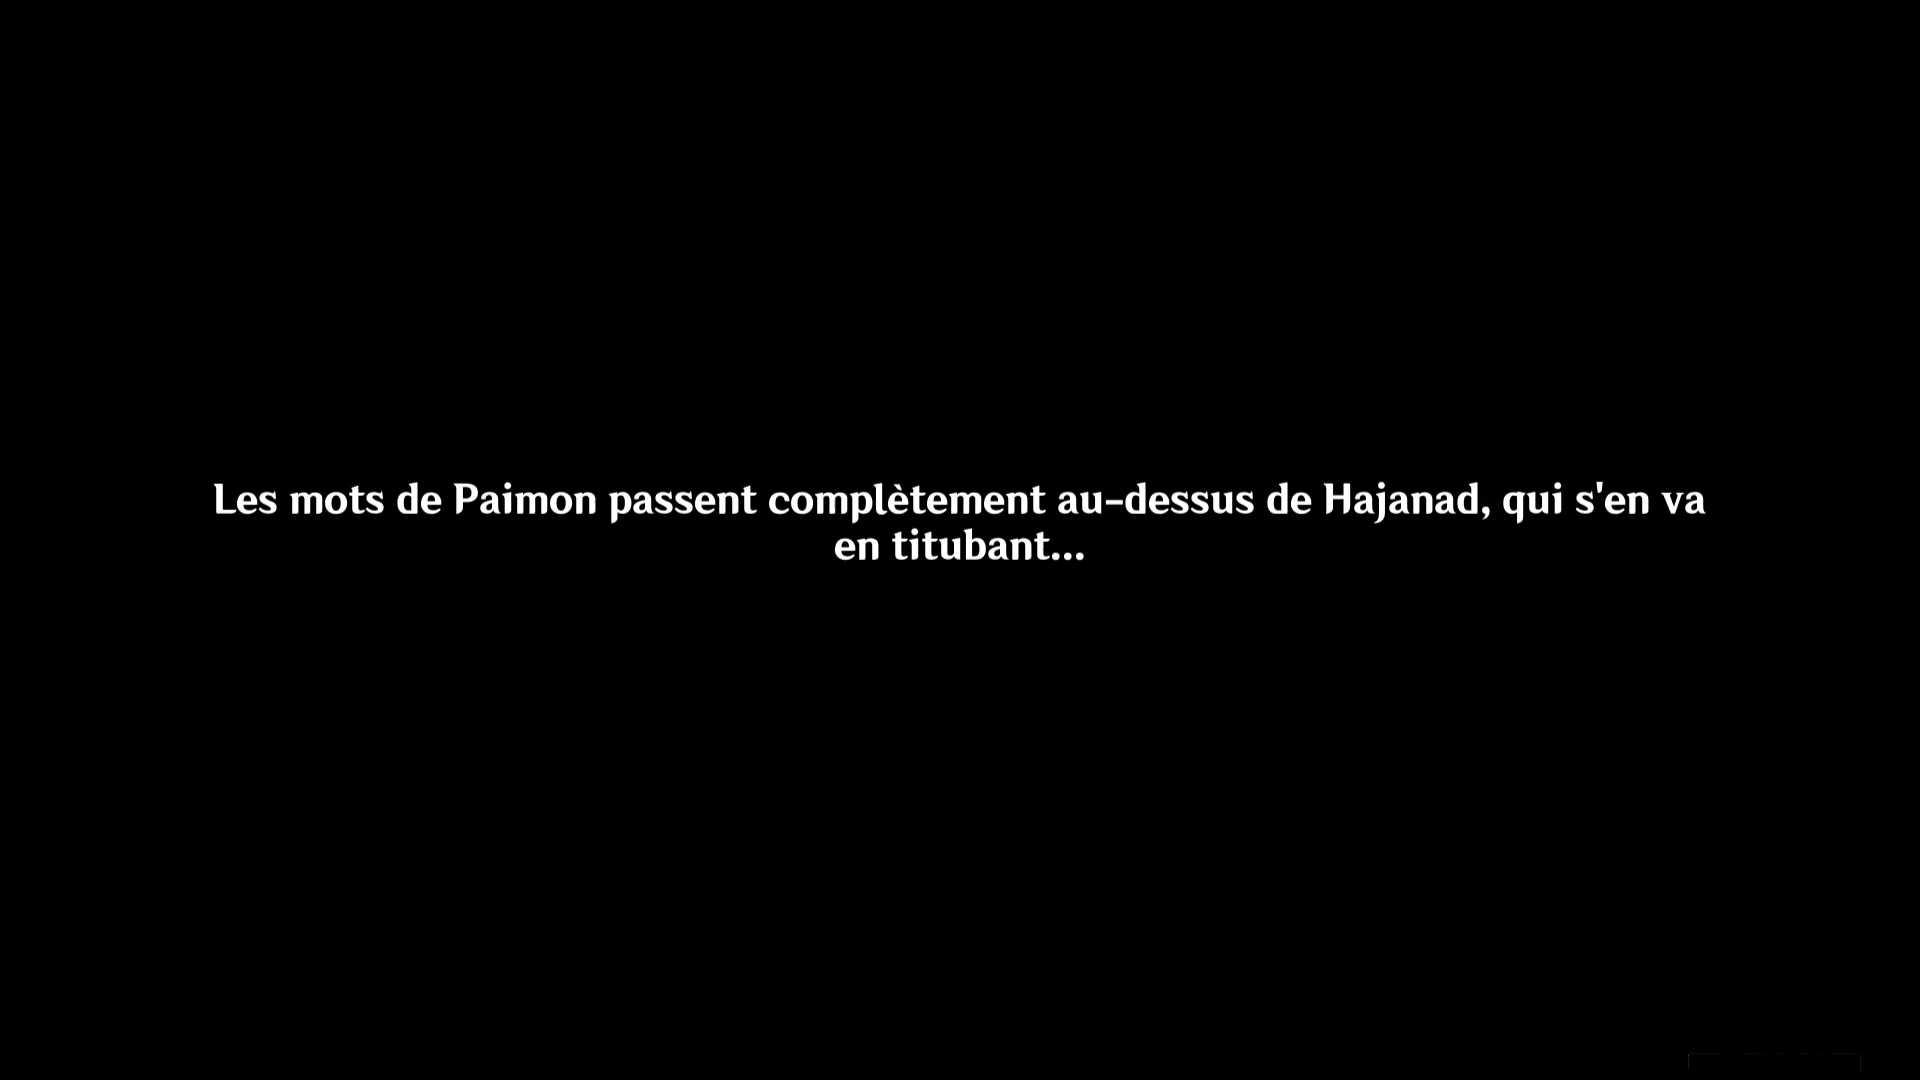 Les mots de Paimon passent complètement au-dessus de Hajanad, qui s'en va
en titubant...